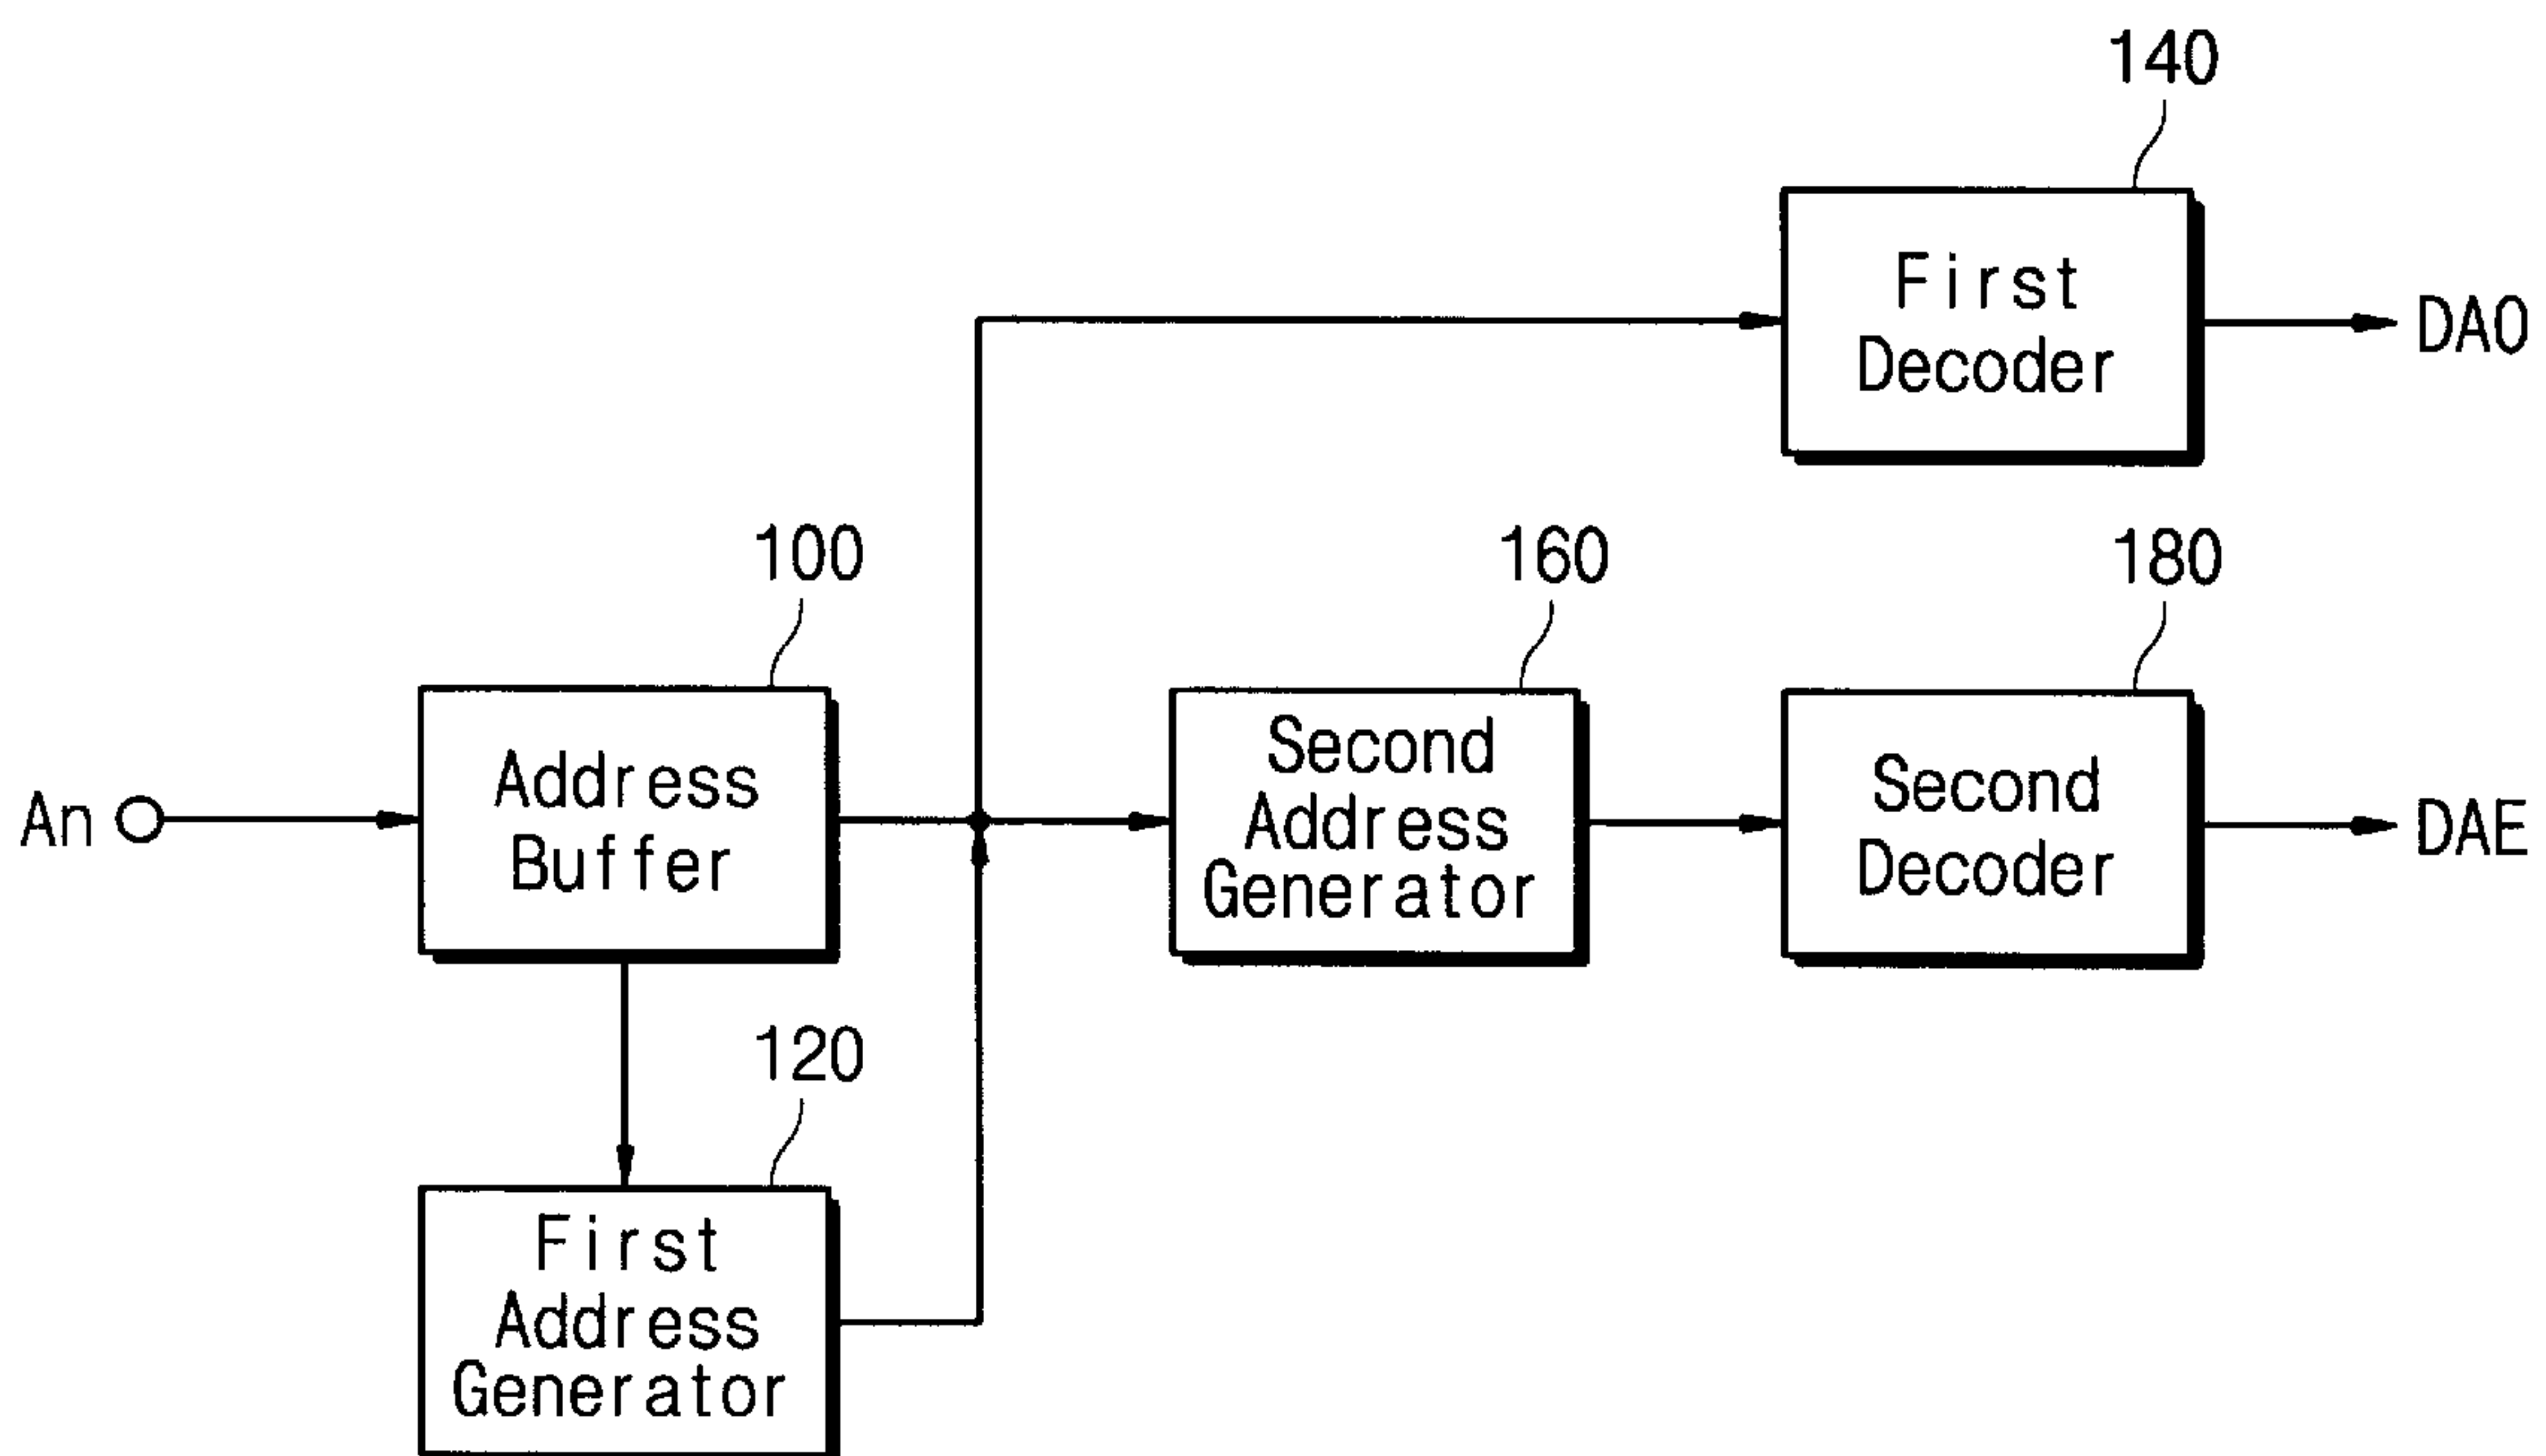 140
First
Decoder
DAO
100
160
180
An
Address
Buffer
Second
Address
Generator
Second
Decoder
DAE
120
First
Address
Generator